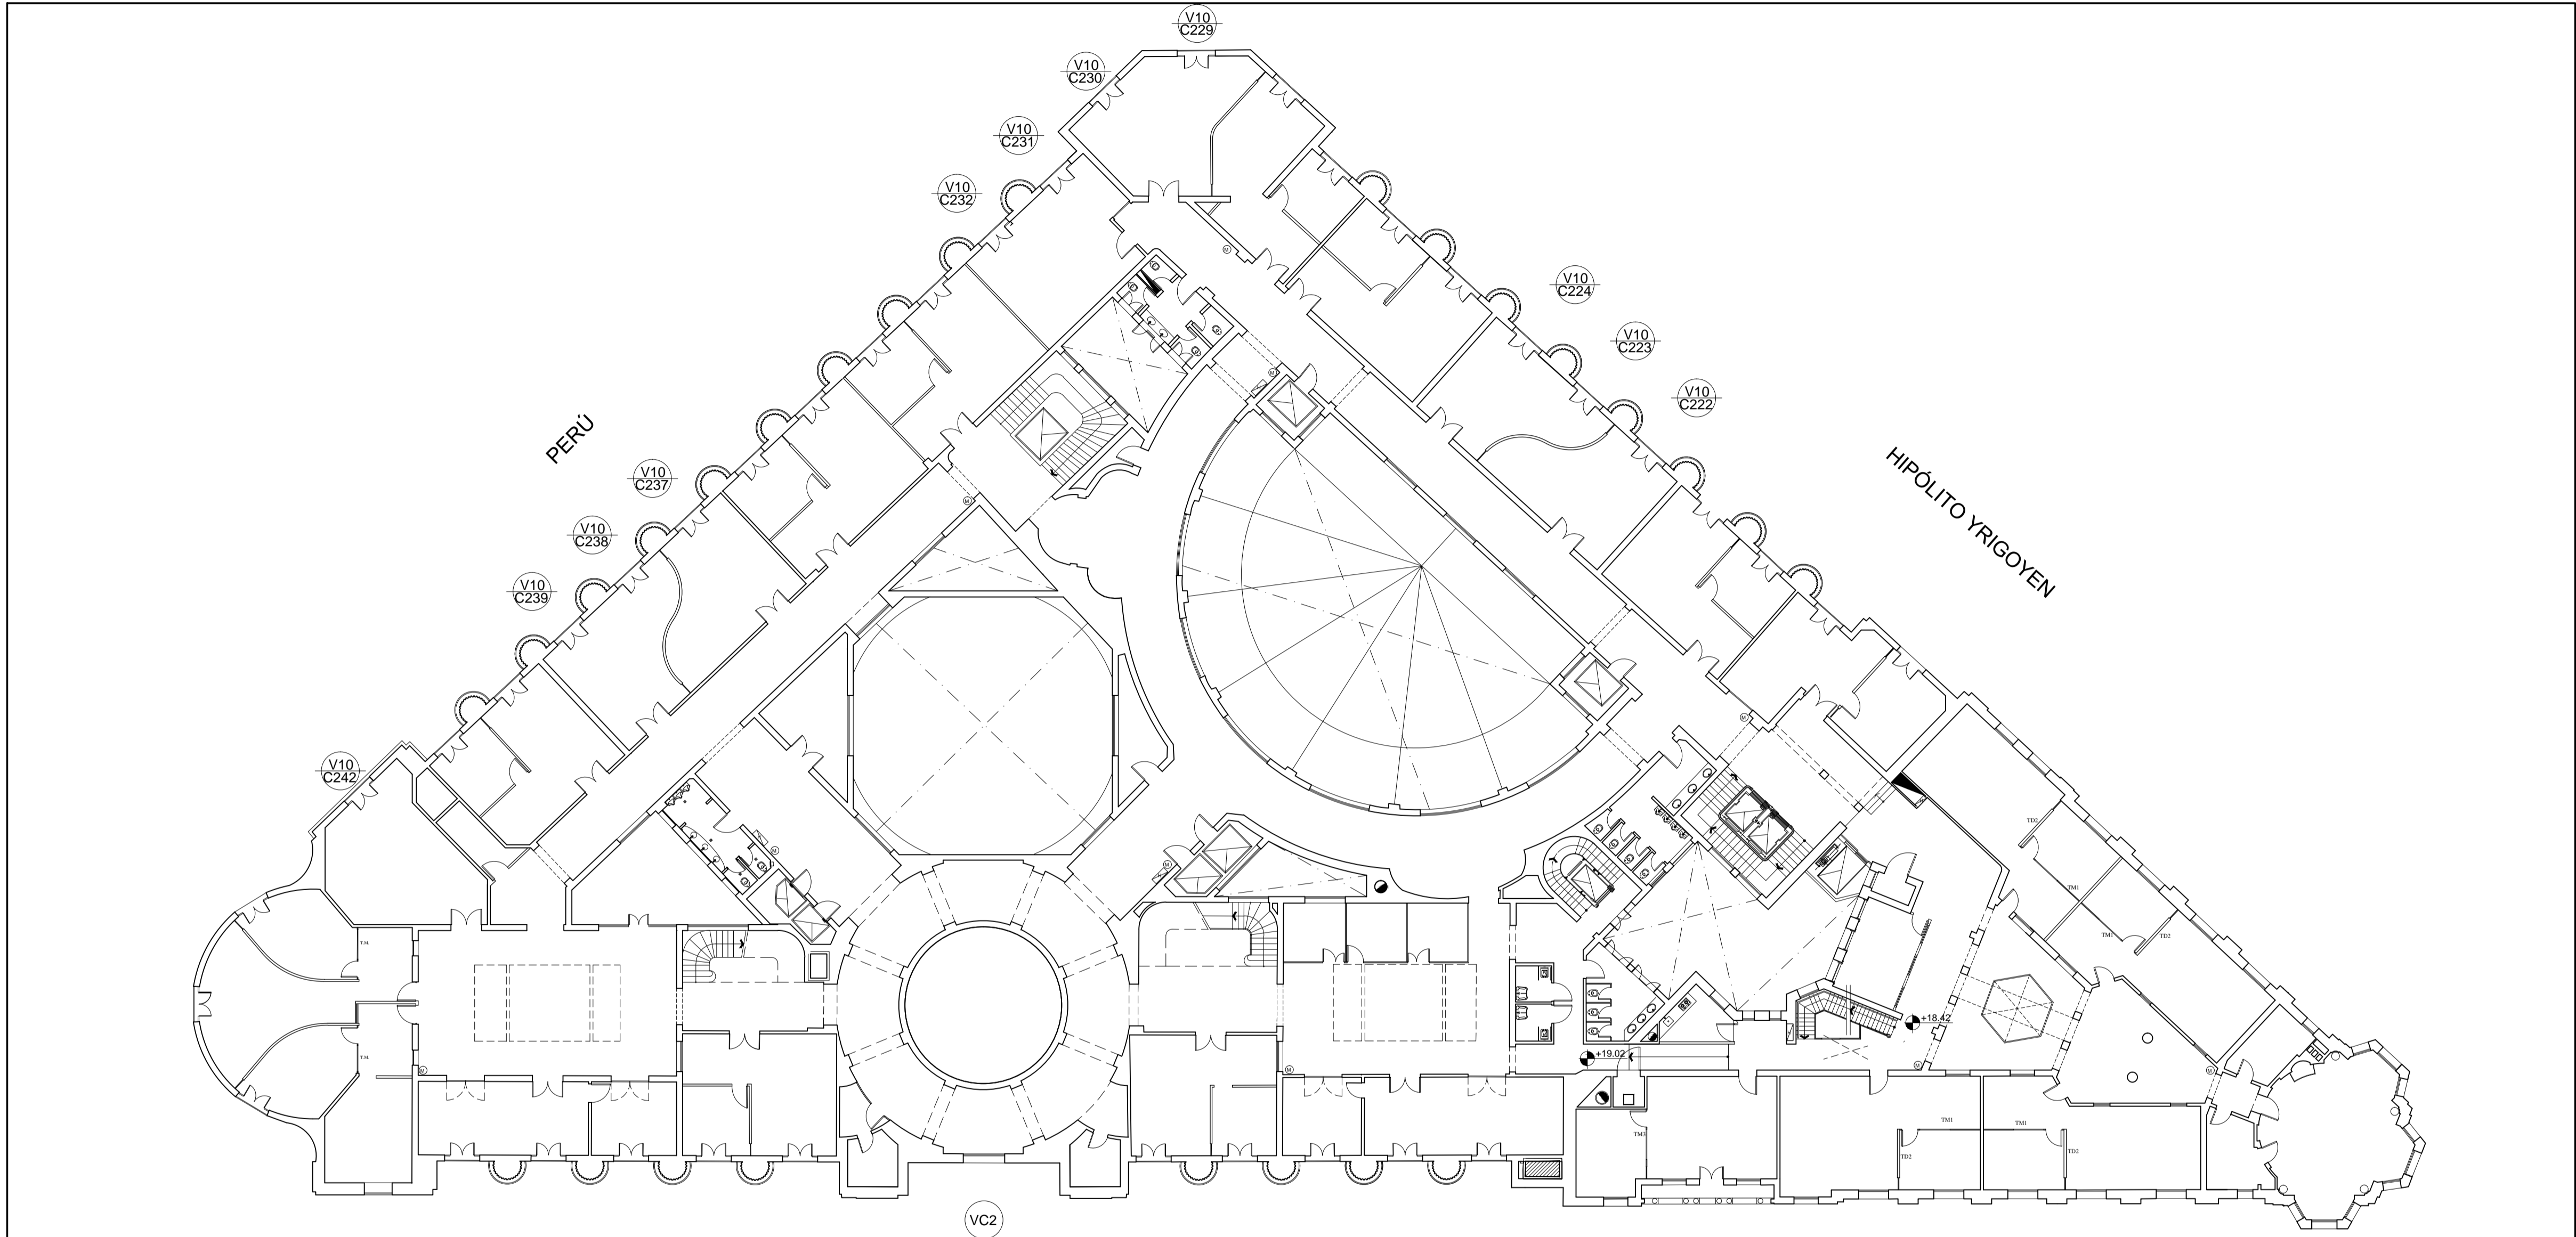 V10
C229
V10
C230
V10
C231
V10
C232
M
V10
C224
V10
C223
M
V10
C222
PERÚ
HIPÓLITO YRIGOYEN
V10
C237
M
V10
C238
V10
C239
M
V10
C242
TD2
M
M
TM1
TM1
TD2
T.M.
+18.42
+19.02
T.M.
M
M
M
M
TM1
TM1
TM3
TD2
TD2
VC2